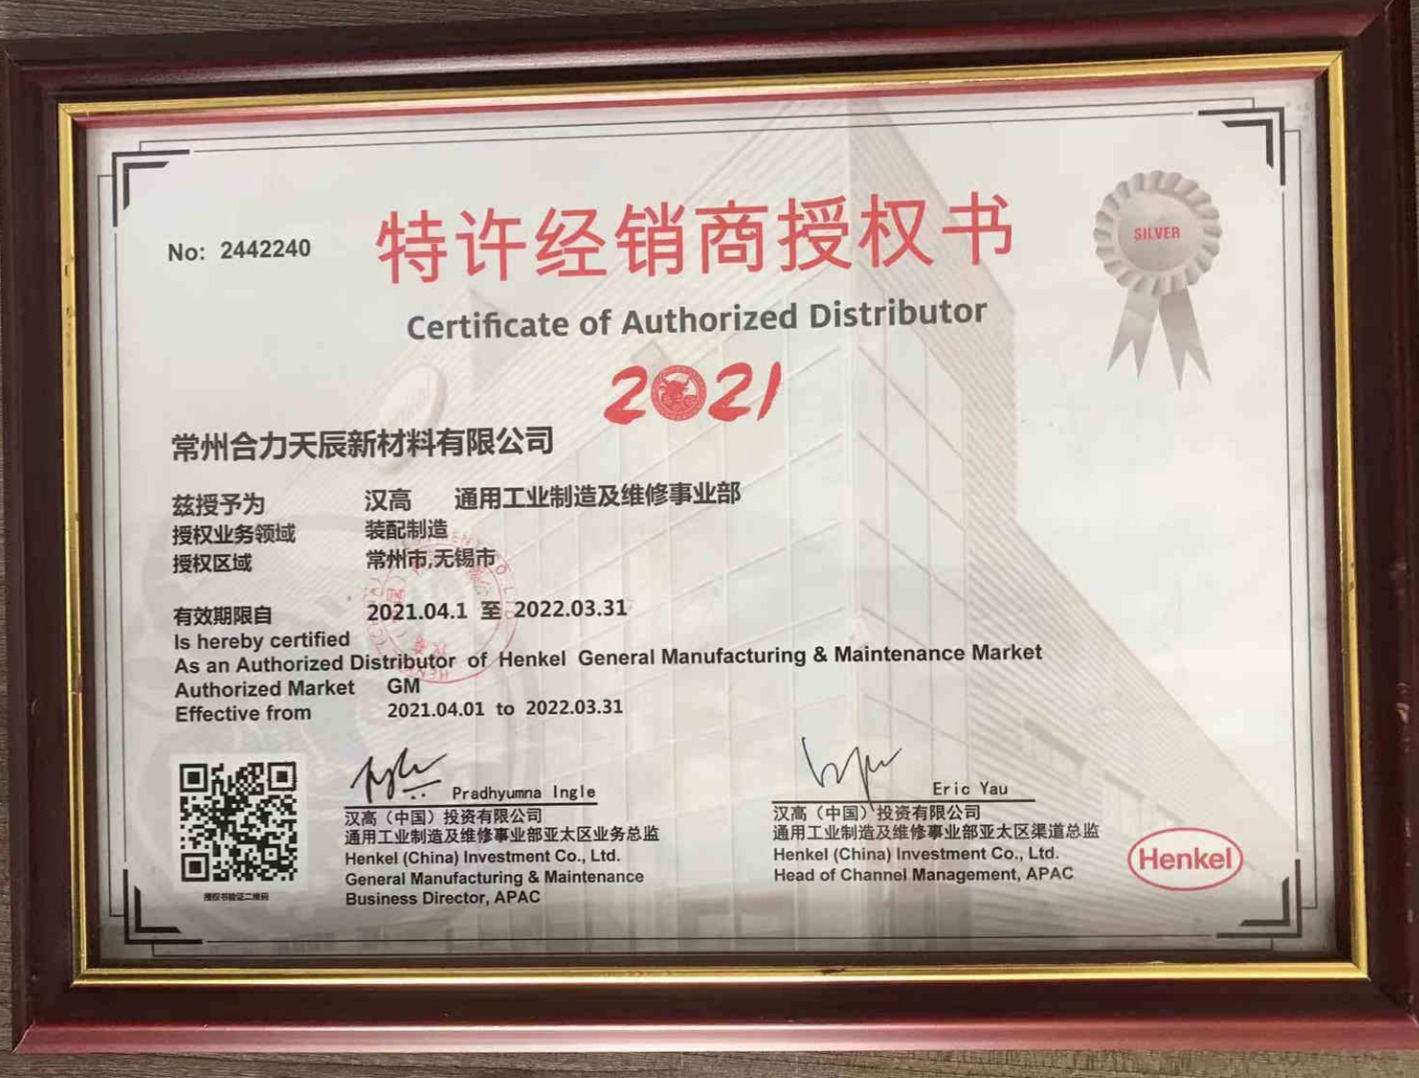 No: 2442240
特许经销商授权书
SILVER
Certificate of Authorized Distributor
2021
常州合力天辰新材料有限公司
兹授予为 汉高 通用工业制造及维修事业部
授权业务领域 装配制造
授权区域 常州市,无锡市
有效期限自 2021.04.1 至 2022.03.31
Is hereby certified
As an Authorized Distributor of Henkel General Manufacturing & Maintenance Market
Authorized Market GM
Effective from 2021.04.01 to 2022.03.31
Pradhyumna Ingle
汉高（中国）投资有限公司
通用工业制造及维修事业部亚太区业务总监
Henkel (China) Investment Co., Ltd.
General Manufacturing & Maintenance
Business Director, APAC
Eric Yau
汉高（中国）投资有限公司
通用工业制造及维修事业部亚太区渠道总监
Henkel (China) Investment Co., Ltd.
Head of Channel Management, APAC
Henkel
授权书验证二维码